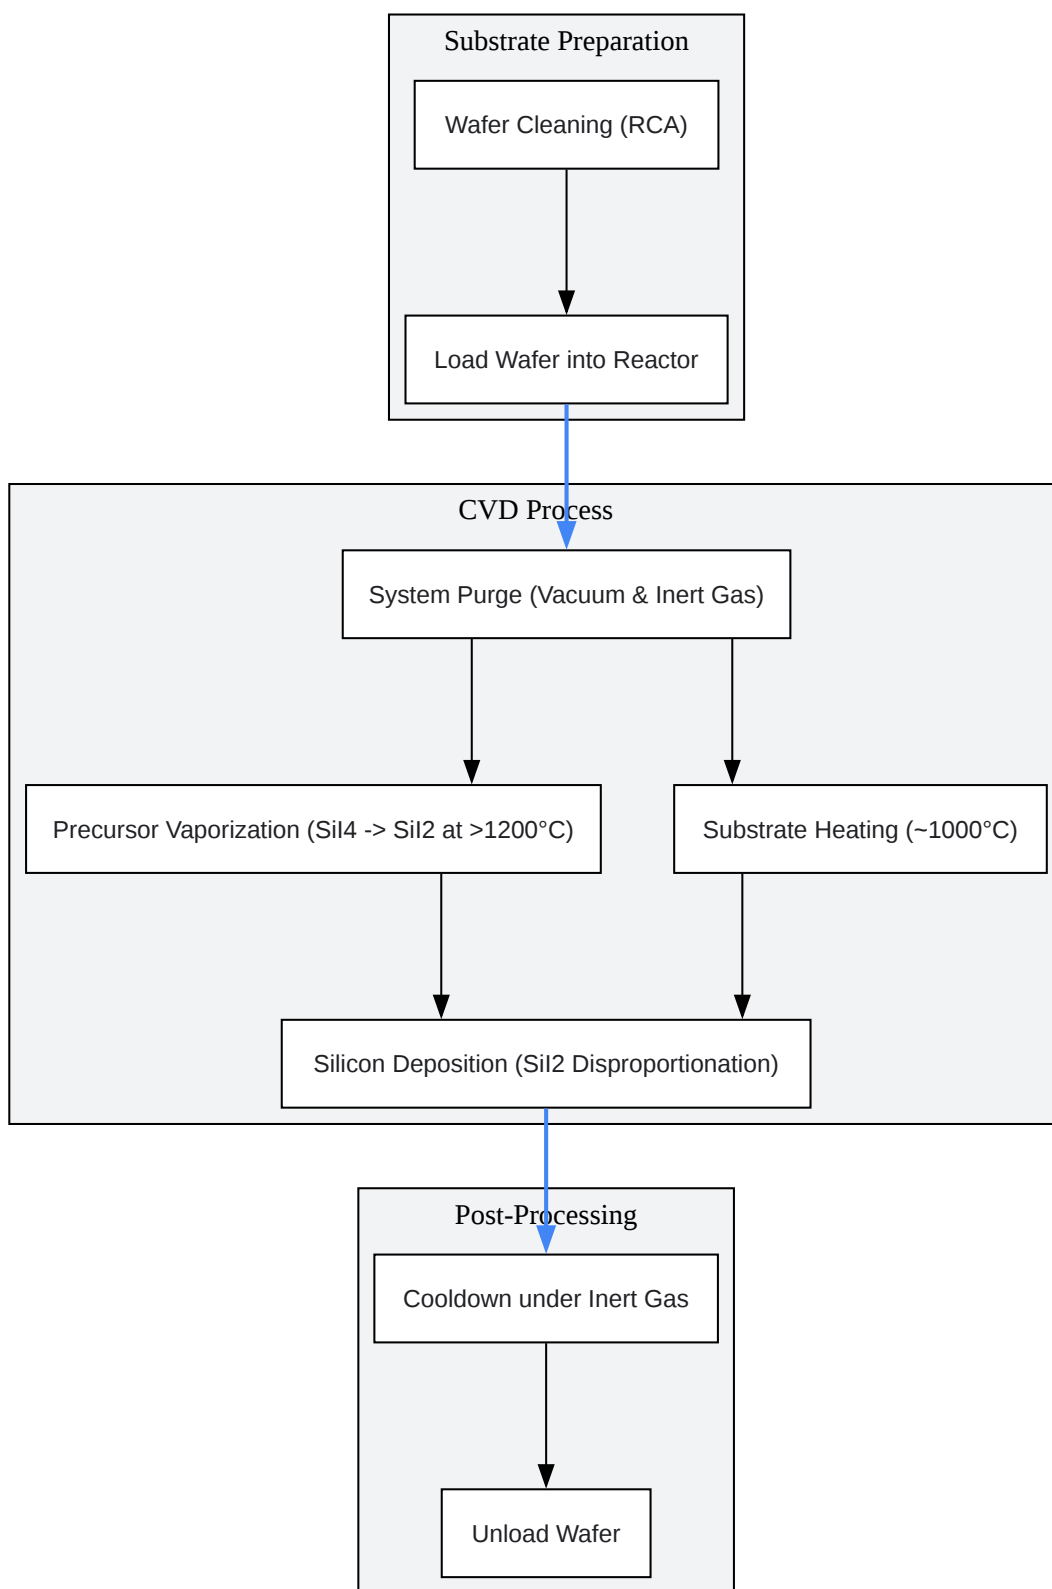 Substrate Preparation
Wafer Cleaning (RCA)
Load Wafer into Reactor
CVD Process
System Purge (Vacuum & Inert Gas)
Precursor Vaporization (SiI4 -> SiI2 at >1200°C)
Substrate Heating (~1000°C)
Silicon Deposition (SiI2 Disproportionation)
Post-Processing
Cooldown under Inert Gas
Unload Wafer